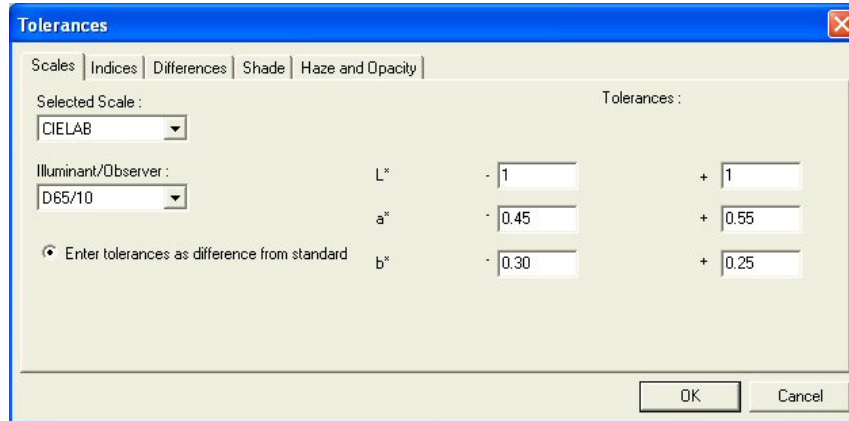 Tolerances
Scales Indices Differences Shade Haze and Opacity
Selected Scale : Tolerances :
CIELAB
Illuminant/Observer :
D65/10
L* - 1 + 1
a* - 0.45 + 0.55
Enter tolerances as difference from standard
b* - 0.30 + 0.25
OK Cancel